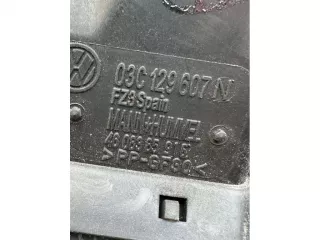 03C 129 607 N
FZ9 Spain
MANN+HUMMEL
>PP-GF30<